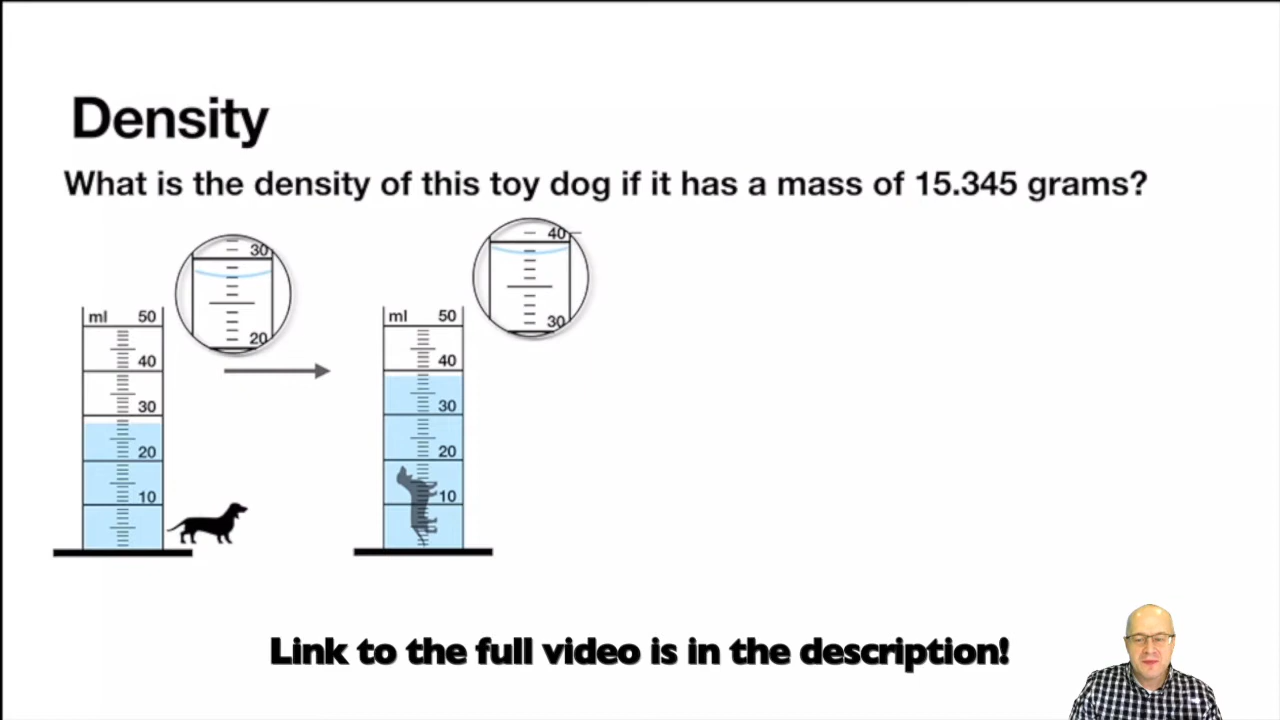 Density
What is the density of this toy dog if it has a mass of 15.345 grams?
30
20
40
30
ml 50
40
30
20
10
ml 50
40
30
20
10
Link to the full video is in the description!